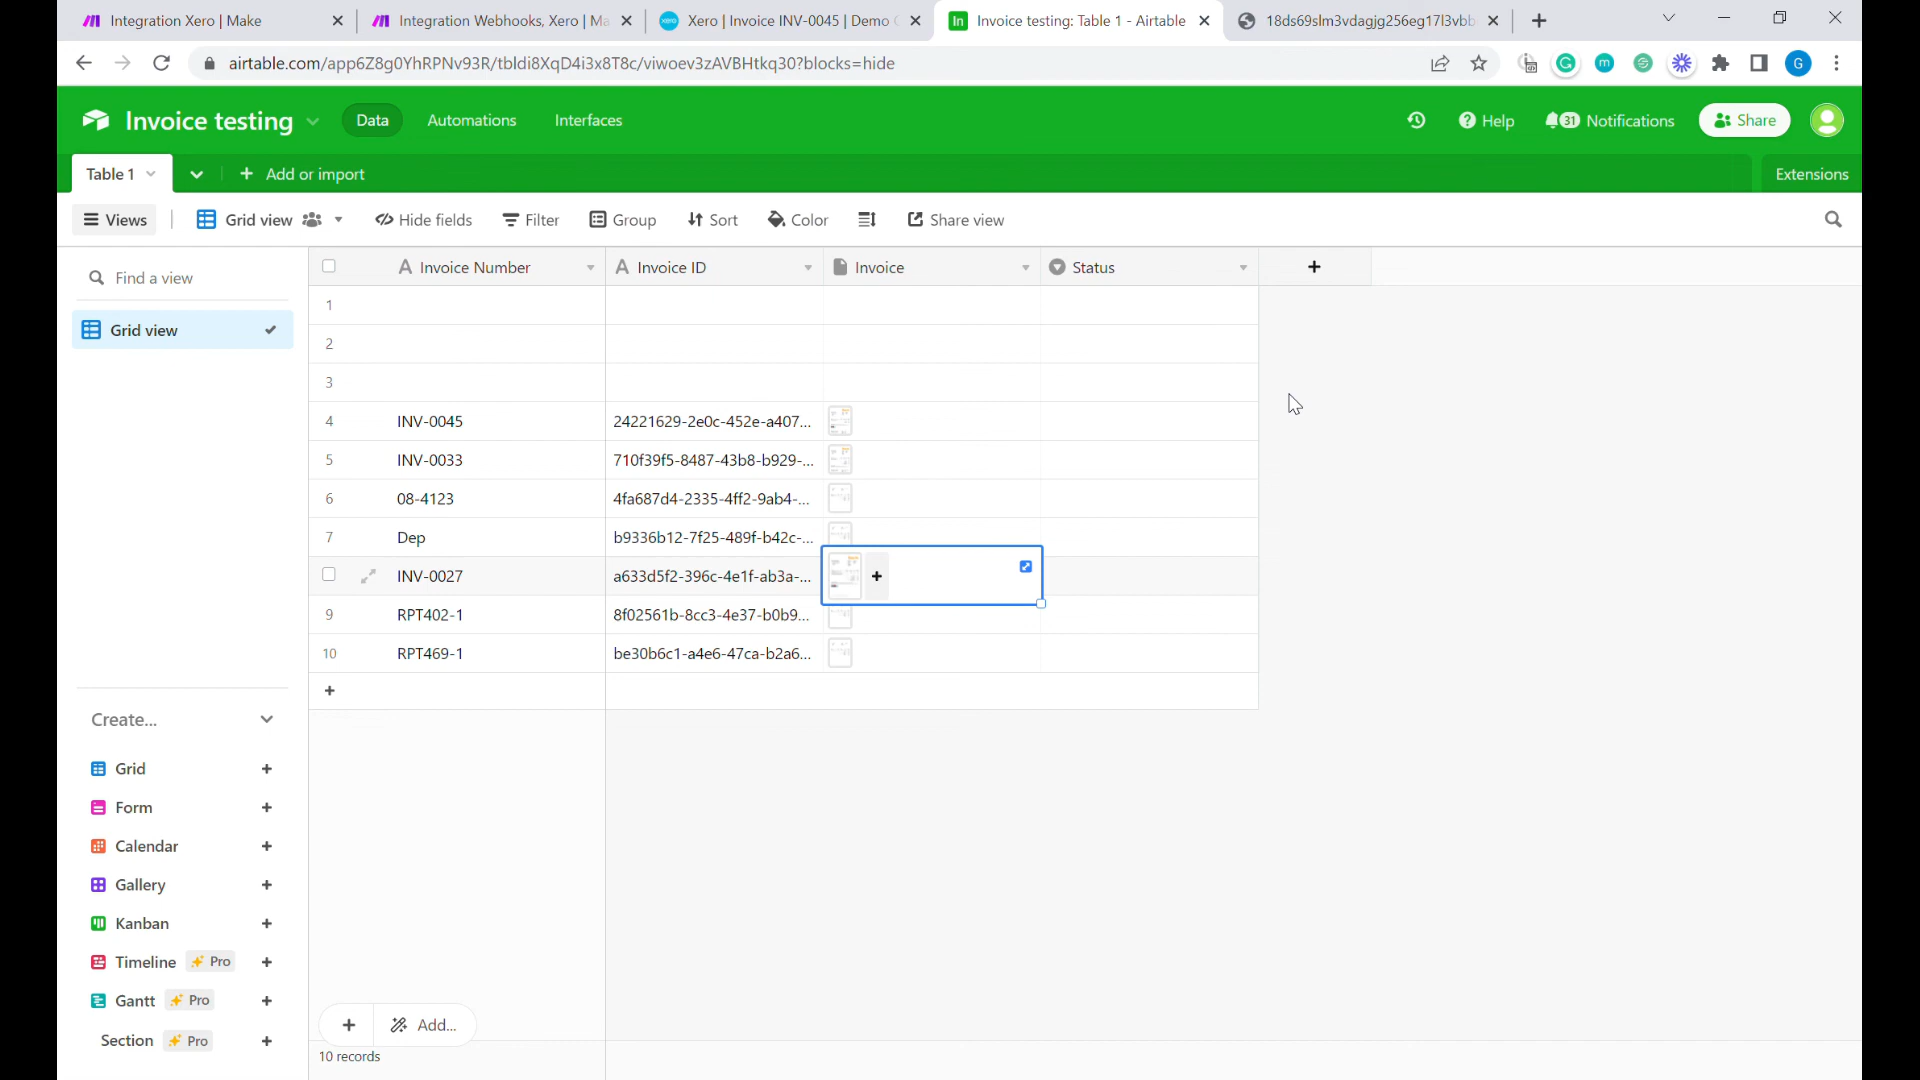 Integration Xero | Make
Integration Webhooks, Xero | Ma
Xero | Invoice INV-0045 | Demo C
Invoice testing: Table 1 - Airtable
18ds69slm3vdagjg256eg17l3vbb
airtable.com/app6Z8g0YhRPNv93R/tbldi8XqD4i3x8T8c/viwoev3zAVBHtkq30?blocks=hide
Invoice testing
Data
Automations
Interfaces
Help
31 Notifications
Share
Table 1
Add or import
Extensions
Views
Grid view
Hide fields
Filter
Group
Sort
Color
Share view
Find a view
Grid view
Invoice Number
Invoice ID
Invoice
Status
1
2
3
4 INV-0045 24221629-2e0c-452e-a407...
5 INV-0033 710f39f5-8487-43b8-b929-...
6 08-4123 4fa687d4-2335-4ff2-9ab4-...
7 Dep b9336b12-7f25-489f-b42c-...
INV-0027 a633d5f2-396c-4e1f-ab3a-...
9 RPT402-1 8f02561b-8cc3-4e37-b0b9...
10 RPT469-1 be30b6c1-a4e6-47ca-b2a6...
Create...
Grid
Form
Calendar
Gallery
Kanban
Timeline Pro
Gantt Pro
Section Pro
Add...
10 records